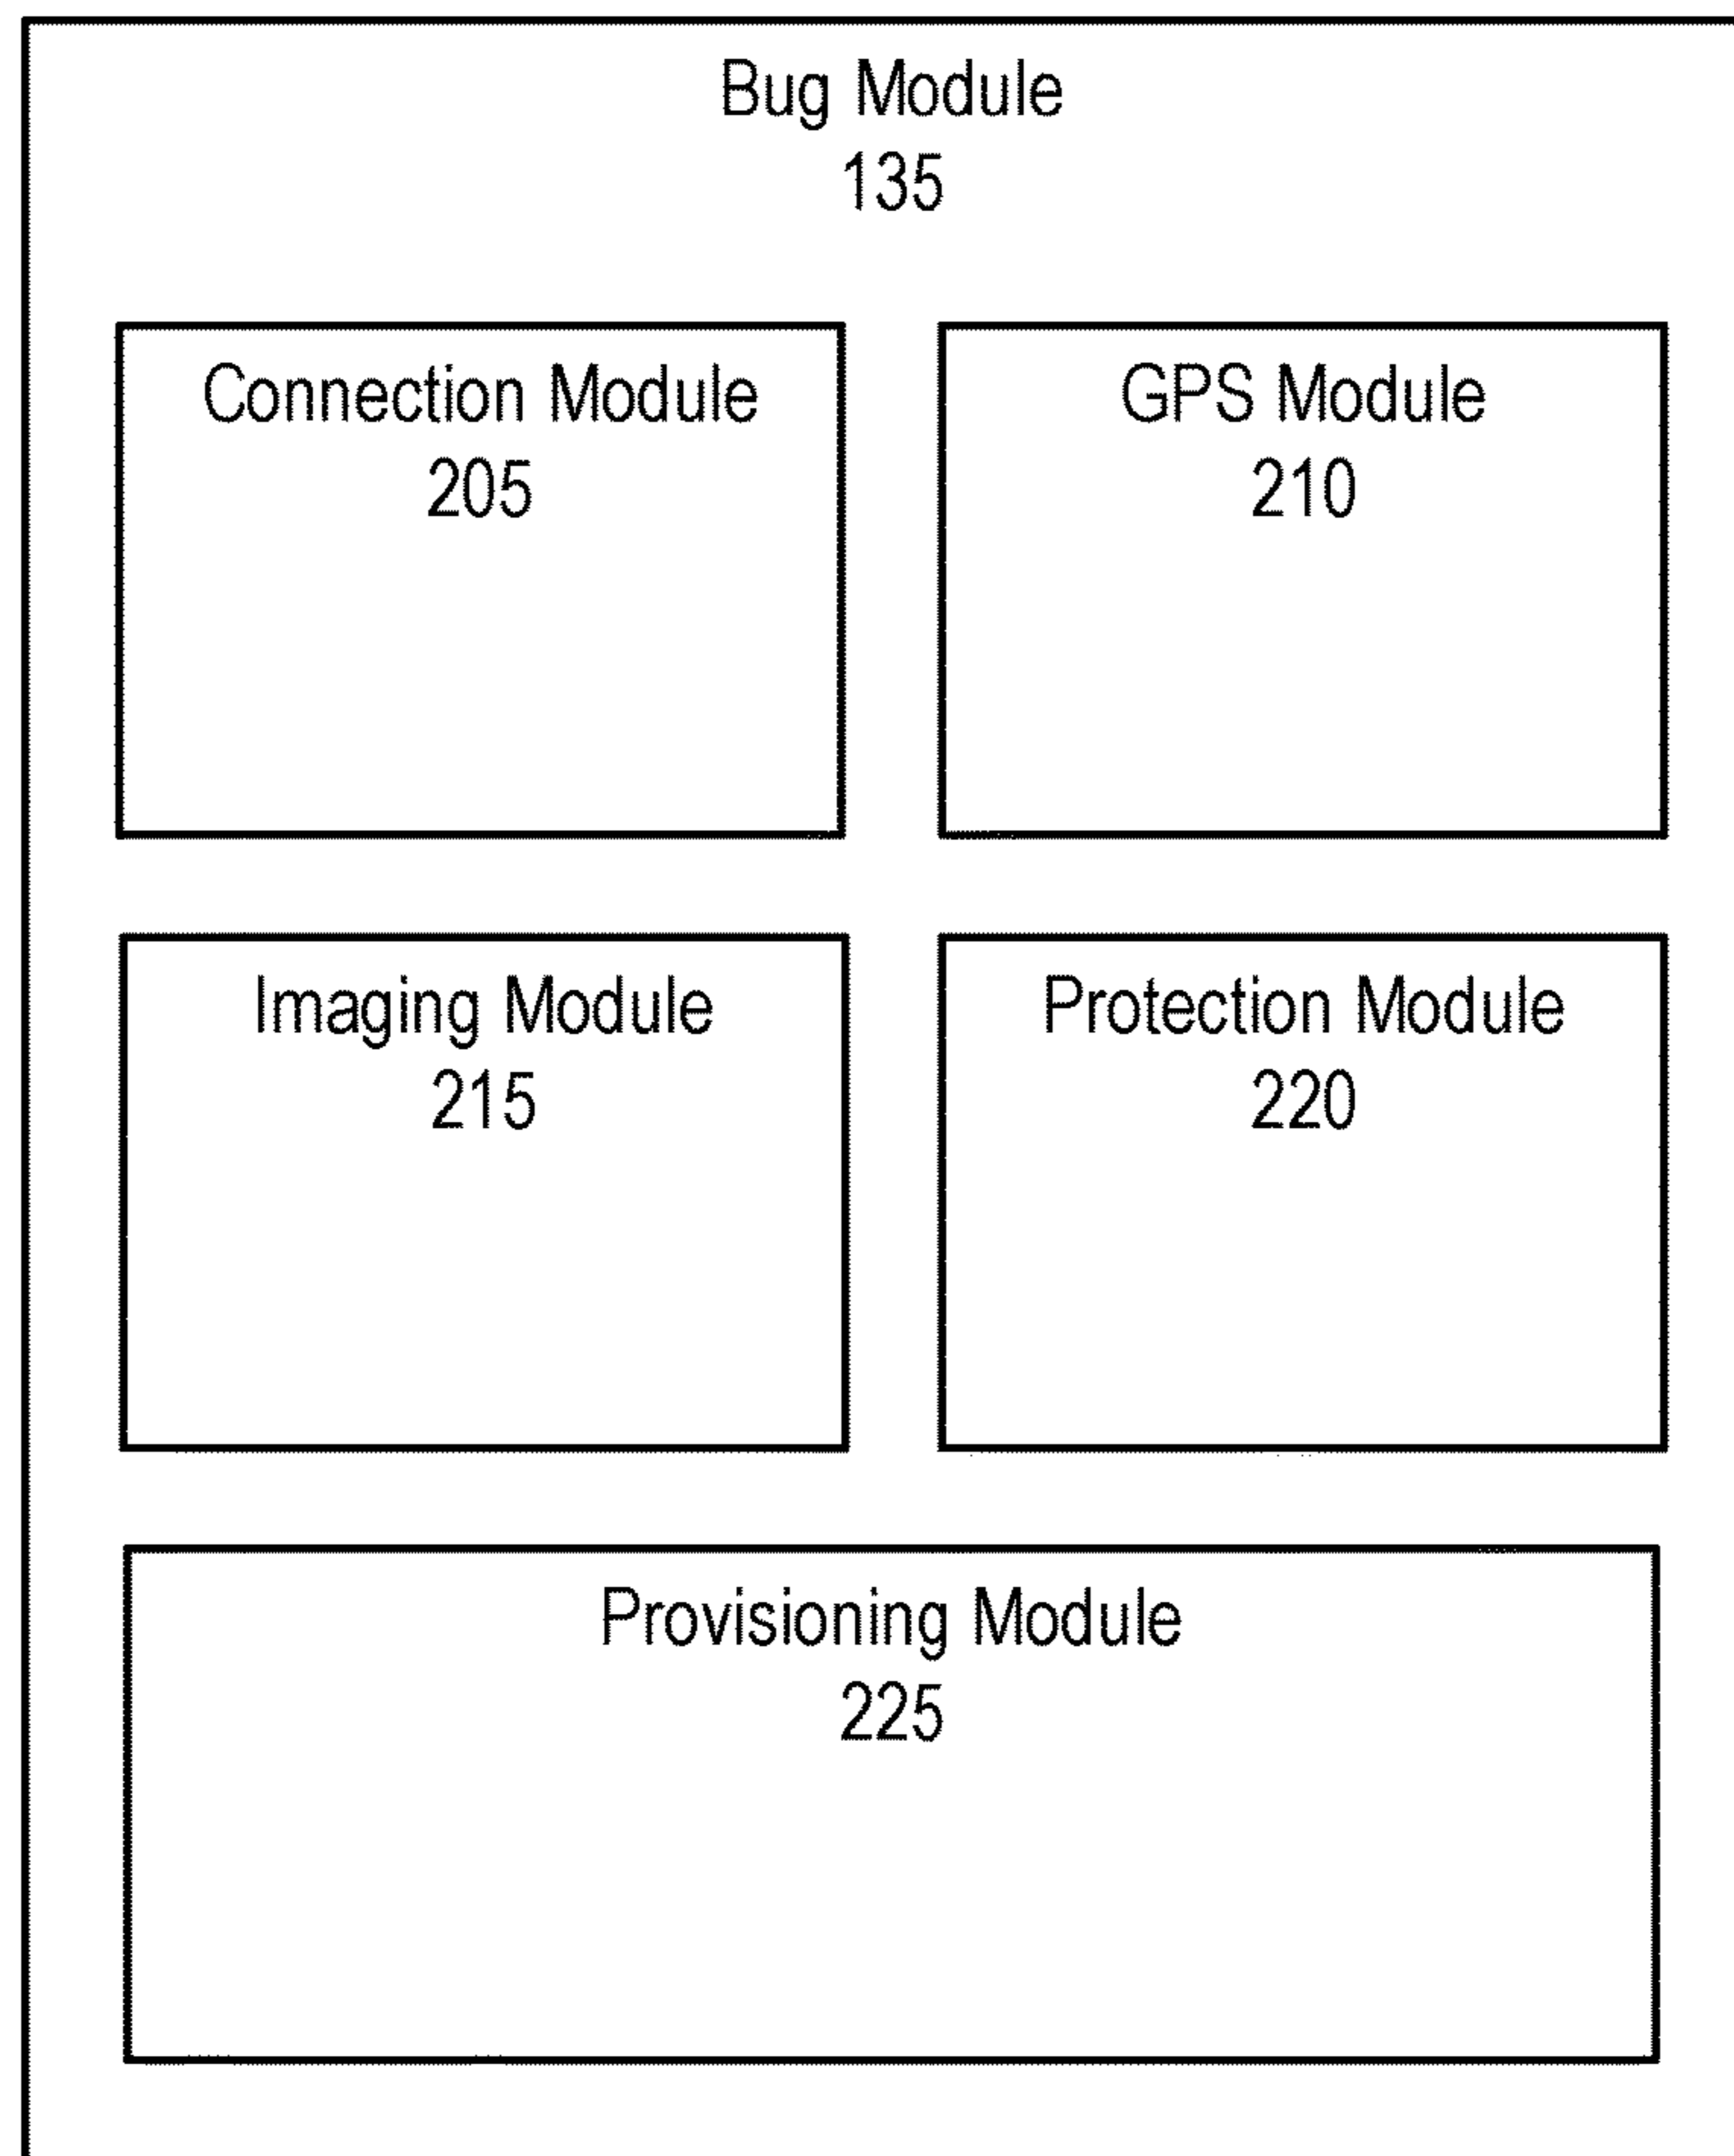 Bug Module
135
Connection Module
205
GPS Module
210
Imaging Module
215
Protection Module
220
Provisioning Module
225